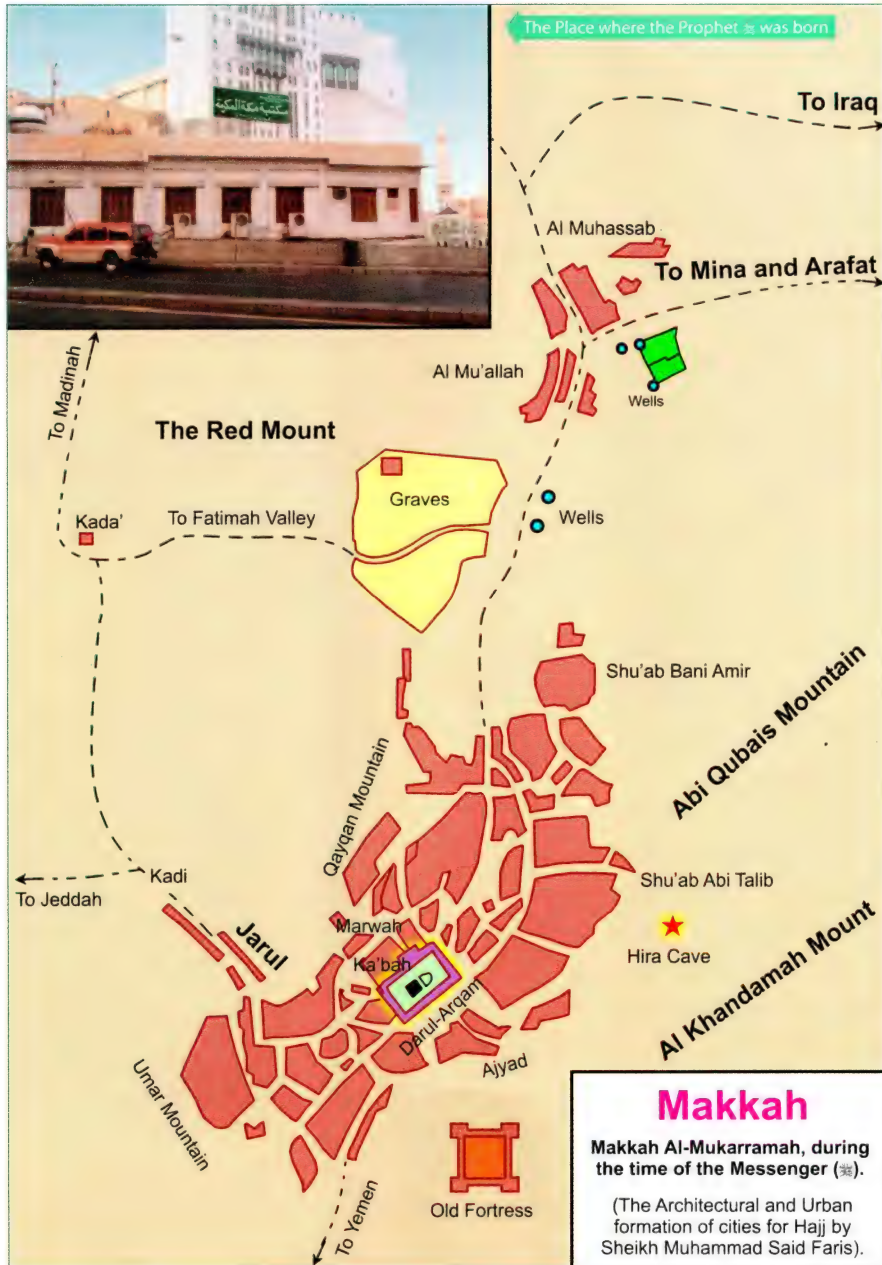 The Place where the Prophet ﷺ was born
مكتبة مكة المكرمة
To Iraq
Al Muhassab
To Mina and Arafat
Al Mu'allah
Wells
To Madinah
The Red Mount
Graves
Kada'
To Fatimah Valley
Wells
Shu'ab Bani Amir
Abi Qubais Mountain
Qayqan Mountain
Kadi
To Jeddah
Shu'ab Abi Talib
Jarul
Marwah
Hira Cave
Ka'bah
Darul-Arqam
Al Khandamah Mount
Ajyad
Umar Mountain
Old Fortress
To Yemen
Makkah
Makkah Al-Mukarramah, during
the time of the Messenger (ﷺ).
(The Architectural and Urban
formation of cities for Hajj by
Sheikh Muhammad Said Faris).